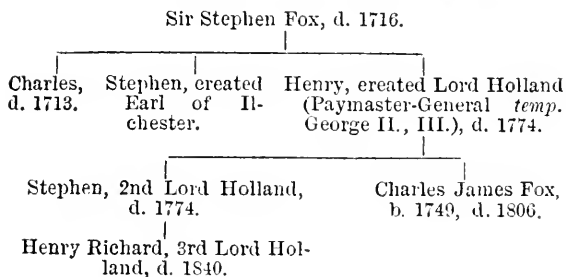 Sir Stephen Fox, d. 1716.
Charles,
d. 1713.
Stephen, created
Earl of Il-
chester.
Henry, ereated Lord Holland
(Paymaster-General temp.
George II., III.), d. 1774.
Stephen, 2nd Lord Holland,
d. 1774.
Charles James Fox,
b. 1749, d. 1806.
Henry Richard, 3rd Lord Hol-
land, d. 1840.